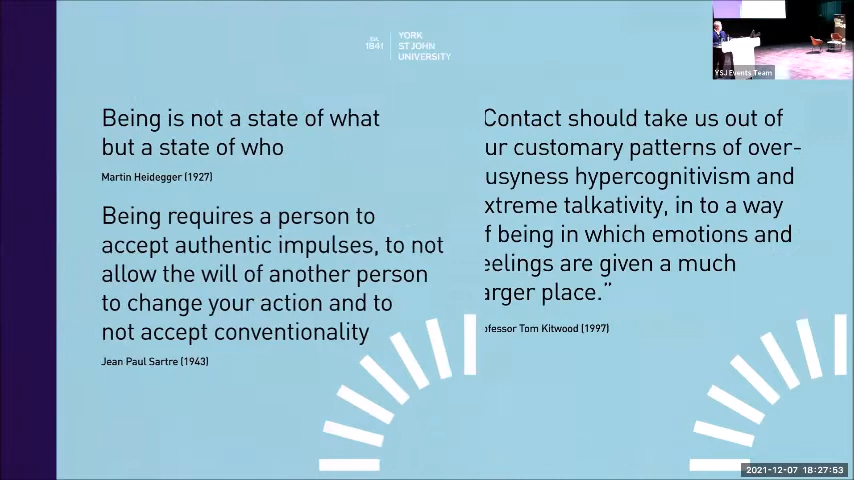 EST.
1841
YORK
ST JOHN
UNIVERSITY
YSJ Events Team
Being is not a state of what
but a state of who
Martin Heidegger (1927)
Being requires a person to
accept authentic impulses, to not
allow the will of another person
to change your action and to
not accept conventionality
Jean Paul Sartre (1943)
Contact should take us out of
ur customary patterns of over-
usyness hypercognitivism and
xtreme talkativity, in to a way
f being in which emotions and
eelings are given a much
arger place.”
ofessor Tom Kitwood (1997)
2021-12-07 18:27:53